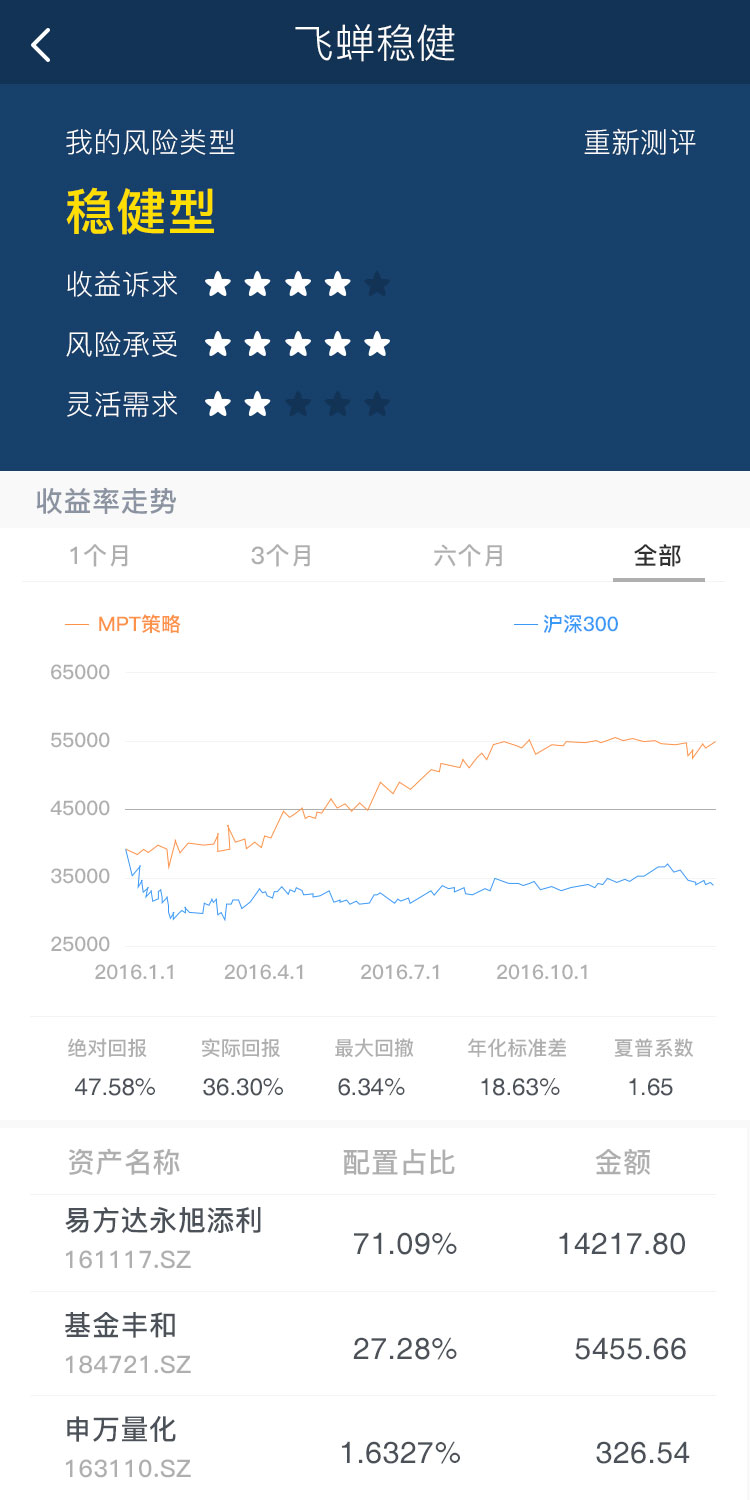 飞蝉稳健
我的风险类型 重新测评
稳健型
收益诉求
风险承受
灵活需求
收益率走势
1个月 3个月 六个月 全部
MPT策略 沪深300
65000
55000
45000
35000
25000
2016.1.1 2016.4.1 2016.7.1 2016.10.1
绝对回报 实际回报 最大回撤 年化标准差 夏普系数
47.58% 36.30% 6.34% 18.63% 1.65
资产名称 配置占比 金额
易方达永旭添利
161117.SZ 71.09% 14217.80
基金丰和
184721.SZ 27.28% 5455.66
申万量化
163110.SZ 1.6327% 326.54